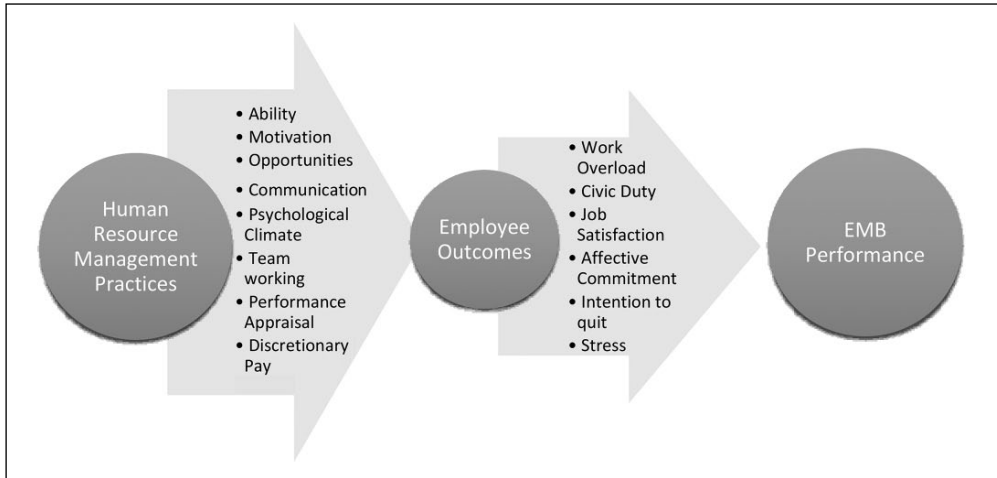 Human
Resource
Management
Practices
• Ability
• Motivation
• Opportunities
• Communication
• Psychological
Climate
• Team
working
• Performance
Appraisal
• Discretionary
Pay
Employee
Outcomes
• Work
Overload
• Civic Duty
• Job
Satisfaction
• Affective
Commitment
• Intention to
quit
• Stress
EMB
Performance